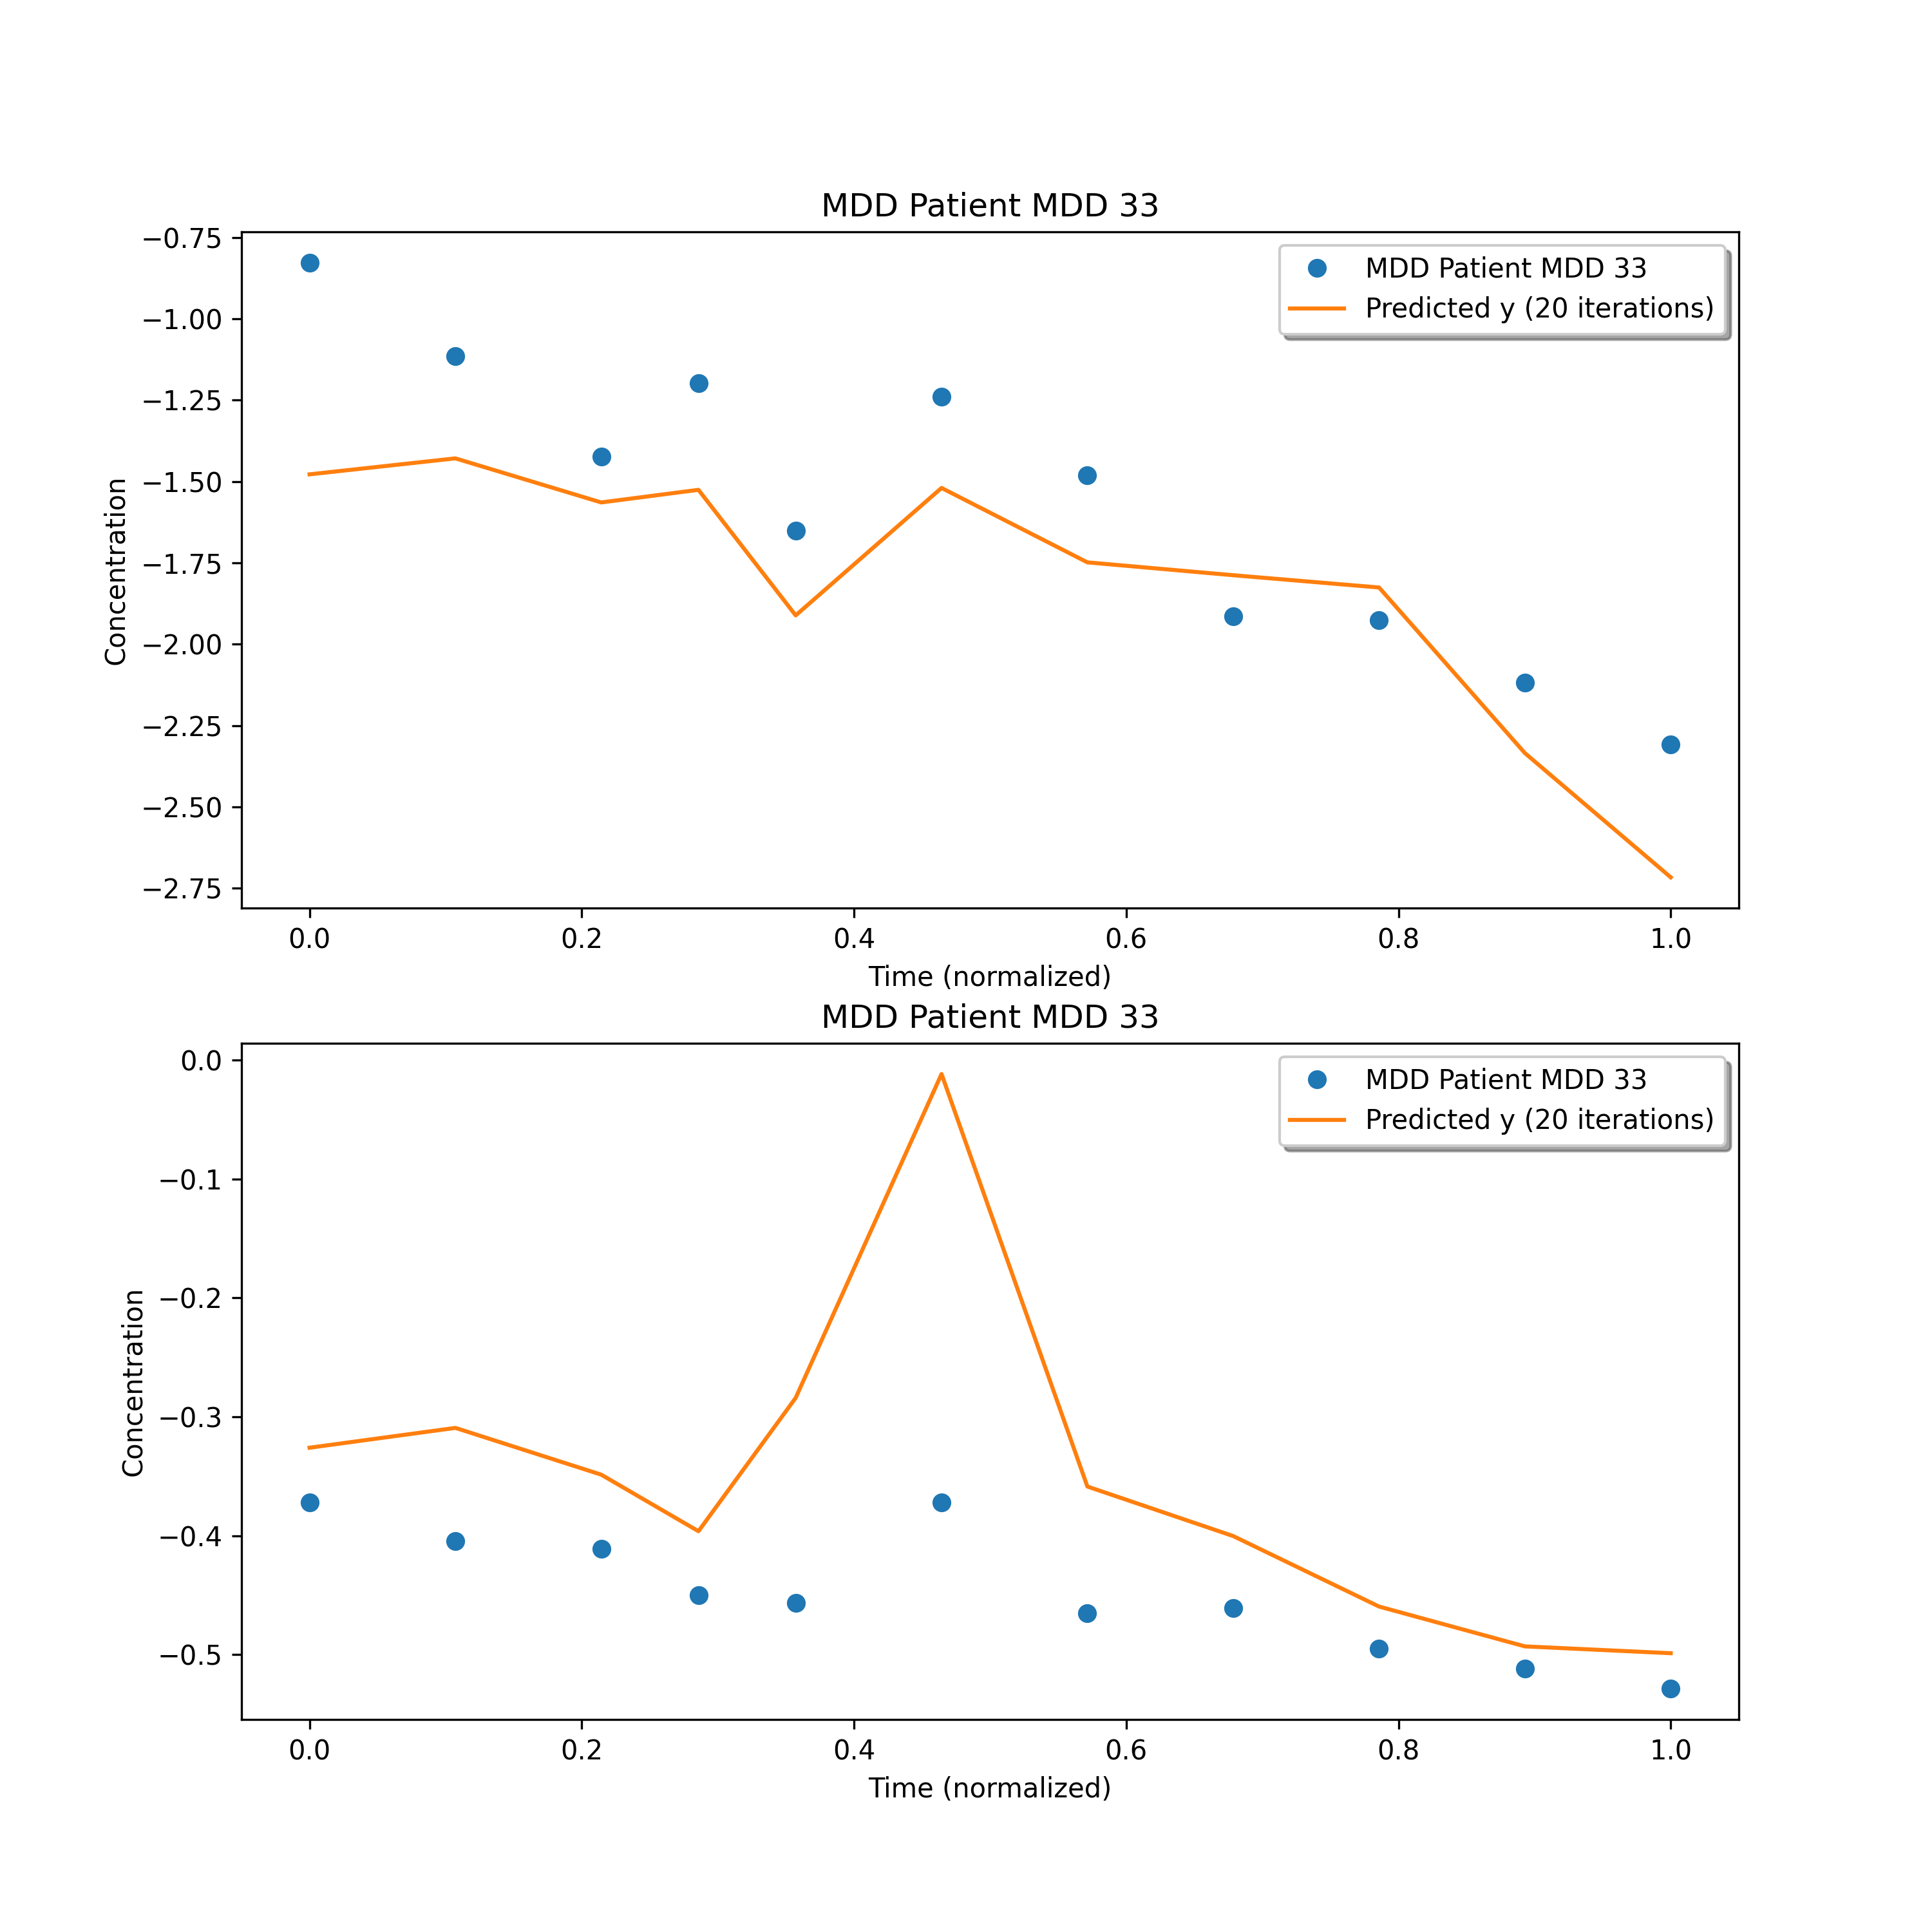 MDD Patient MDD 33
−0.75
−1.00
−1.25
−1.50
−1.75
−2.00
−2.25
−2.50
−2.75
Concentration
MDD Patient MDD 33
Predicted y (20 iterations)
0.0 0.2 0.4 0.6 0.8 1.0
Time (normalized)
MDD Patient MDD 33
0.0
−0.1
−0.2
−0.3
−0.4
−0.5
Concentration
MDD Patient MDD 33
Predicted y (20 iterations)
0.0 0.2 0.4 0.6 0.8 1.0
Time (normalized)